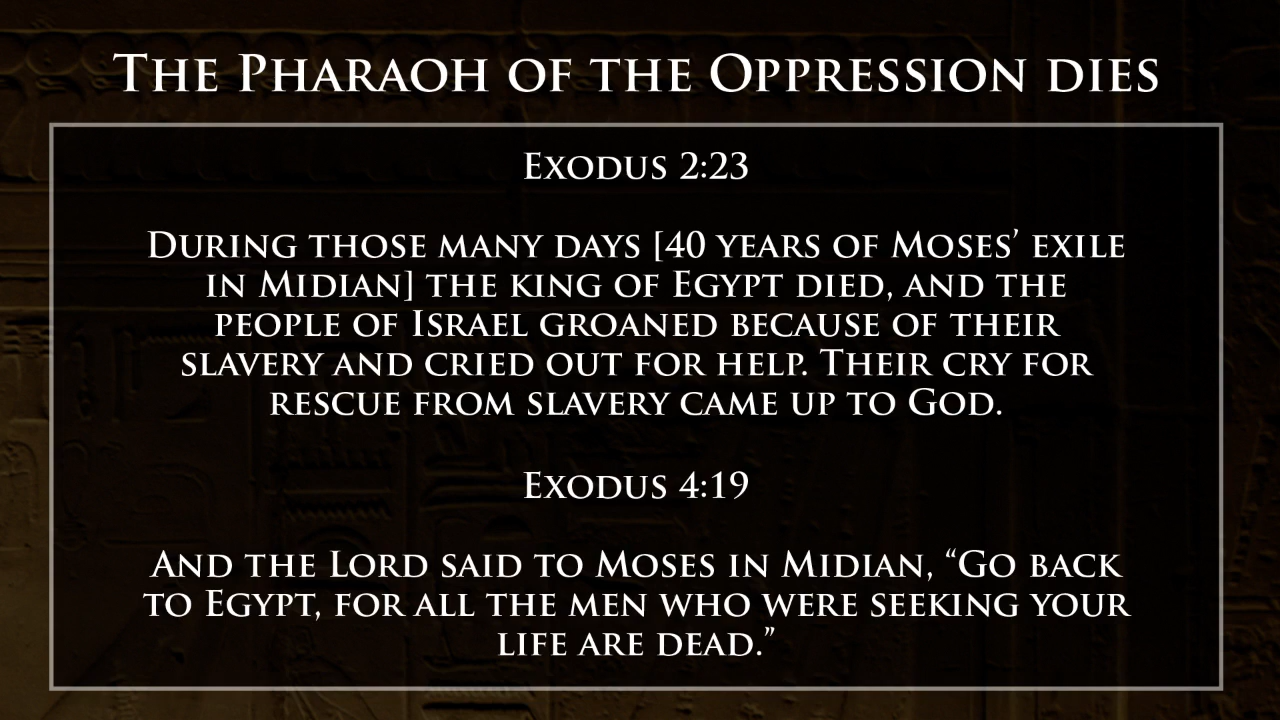 The Pharaoh of the Oppression dies
Exodus 2:23
During those many days [40 years of Moses’ exile
in Midian] the king of Egypt died, and the
people of Israel groaned because of their
slavery and cried out for help. Their cry for
rescue from slavery came up to God.
Exodus 4:19
And the Lord said to Moses in Midian, “Go back
to Egypt, for all the men who were seeking your
life are dead.”